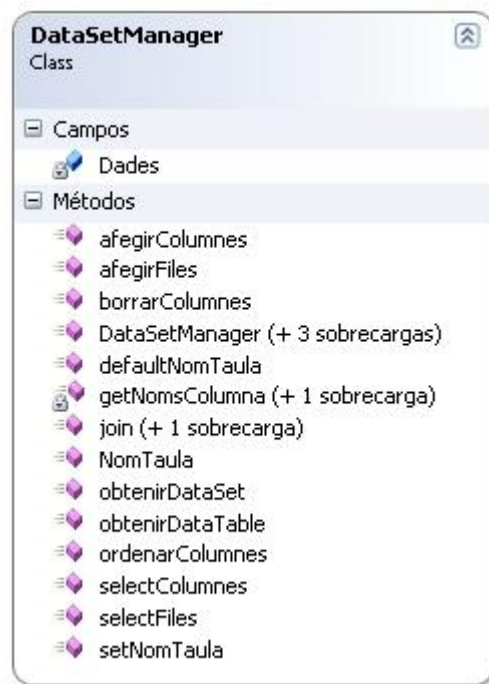 DataSetManager
Class
Campos
Dades
Métodos
afegirColumnes
afegirFiles
borrarColumnes
DataSetManager (+ 3 sobrecargas)
defaultNomTaula
getNomsColumna (+ 1 sobrecarga)
join (+ 1 sobrecarga)
NomTaula
obtenirDataSet
obtenirDataTable
ordenarColumnes
selectColumnes
selectFiles
setNomTaula